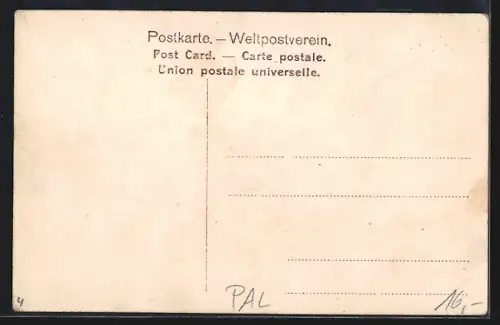 Postkarte. — Weltpostverein.
Post Card. — Carte postale.
Union postale universelle.
4
PAL
16,-